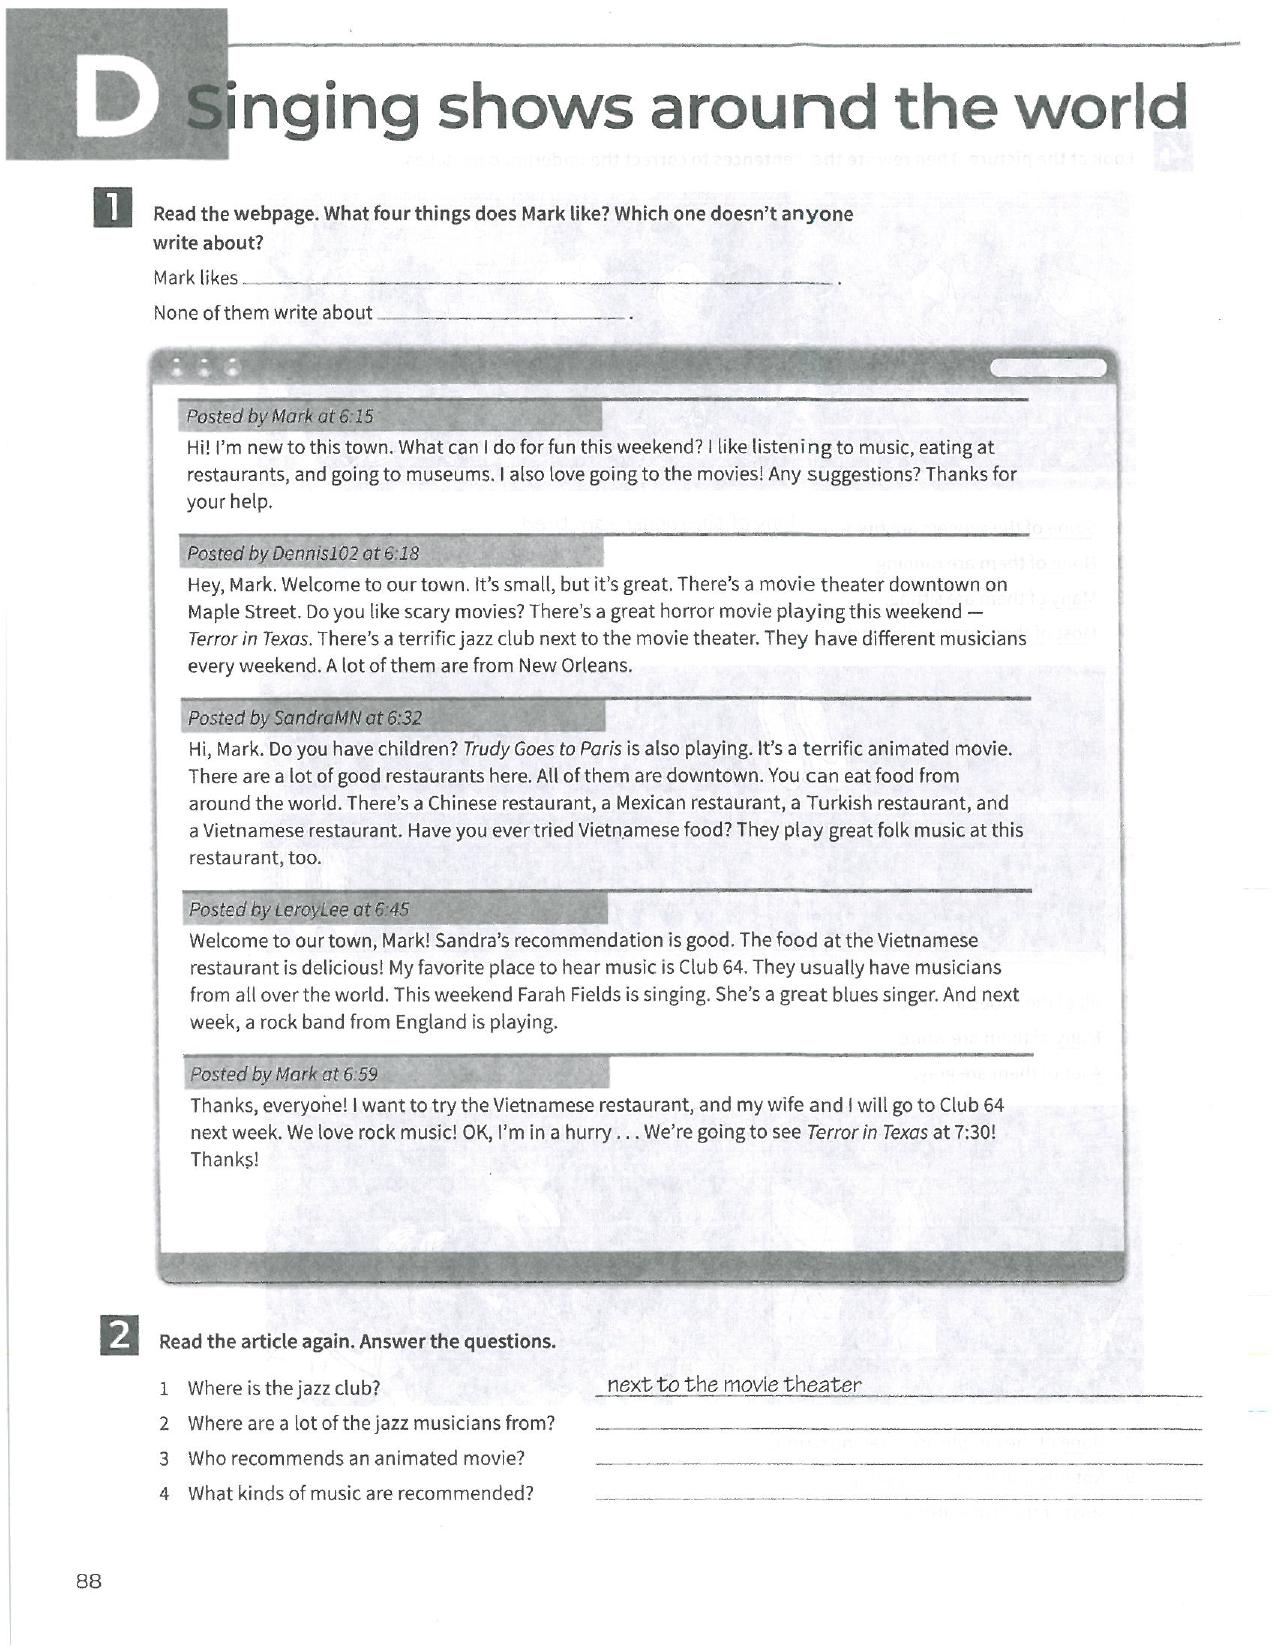 D Singing shows around the world
1 Read the webpage. What four things does Mark like? Which one doesn't anyone
write about?
Mark likes .
None of them write about .
Posted by Mark at 6:15
Hi! I'm new to this town. What can I do for fun this weekend? I like listening to music, eating at
restaurants, and going to museums. I also love going to the movies! Any suggestions? Thanks for
your help.
Posted by Dennis102 at 6:18
Hey, Mark. Welcome to our town. It's small, but it's great. There's a movie theater downtown on
Maple Street. Do you like scary movies? There's a great horror movie playing this weekend –
Terror in Texas. There's a terrific jazz club next to the movie theater. They have different musicians
every weekend. A lot of them are from New Orleans.
Posted by SandraMN at 6:32
Hi, Mark. Do you have children? Trudy Goes to Paris is also playing. It's a terrific animated movie.
There are a lot of good restaurants here. All of them are downtown. You can eat food from
around the world. There's a Chinese restaurant, a Mexican restaurant, a Turkish restaurant, and
a Vietnamese restaurant. Have you ever tried Vietnamese food? They play great folk music at this
restaurant, too.
Posted by LeroyLee at 6:45
Welcome to our town, Mark! Sandra's recommendation is good. The food at the Vietnamese
restaurant is delicious! My favorite place to hear music is Club 64. They usually have musicians
from all over the world. This weekend Farah Fields is singing. She's a great blues singer. And next
week, a rock band from England is playing.
Posted by Mark at 6:59
Thanks, everyone! I want to try the Vietnamese restaurant, and my wife and I will go to Club 64
next week. We love rock music! OK, I'm in a hurry . . . We're going to see Terror in Texas at 7:30!
Thanks!
2 Read the article again. Answer the questions.
1 Where is the jazz club? next to the movie theater
2 Where are a lot of the jazz musicians from?
3 Who recommends an animated movie?
4 What kinds of music are recommended?
88